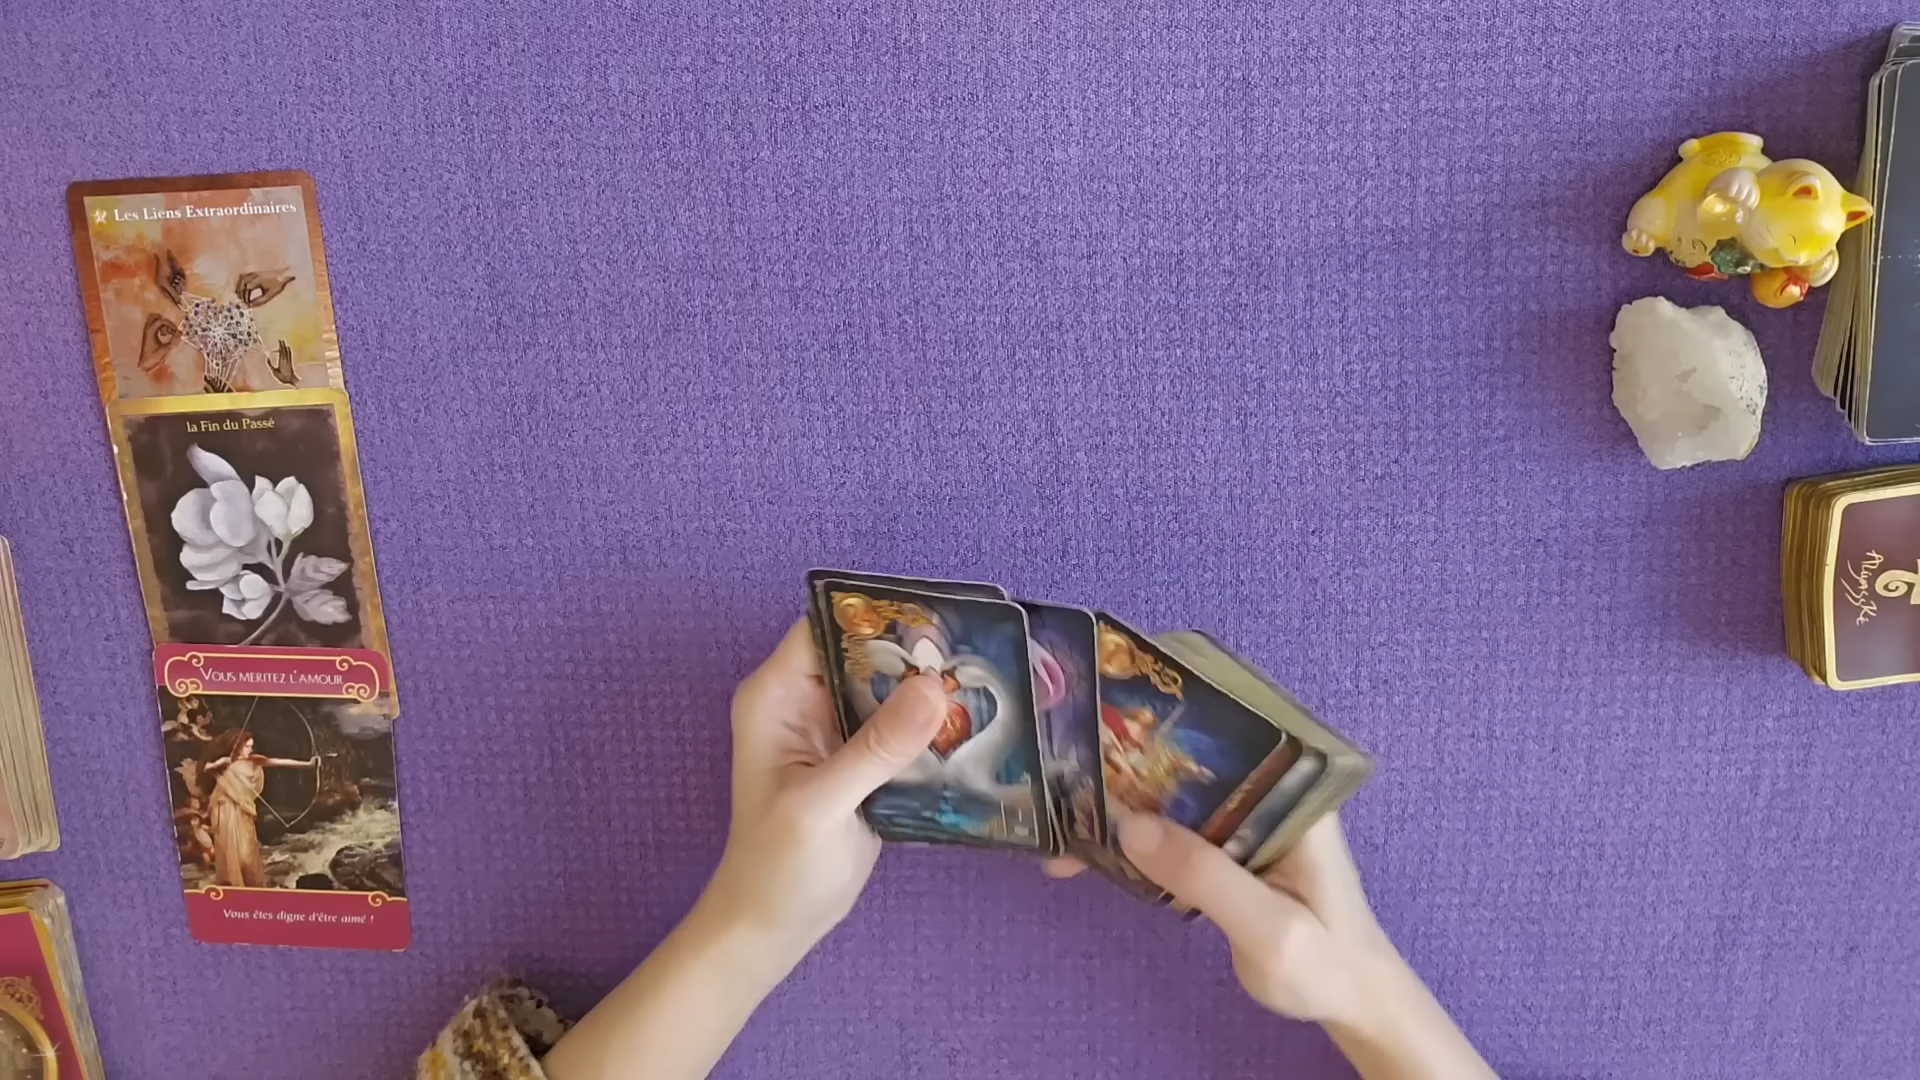 Les Liens Extraordinaires
la Fin du Passé
VOUS MERITEZ L'AMOUR
Vous êtes digne d'être aimé !